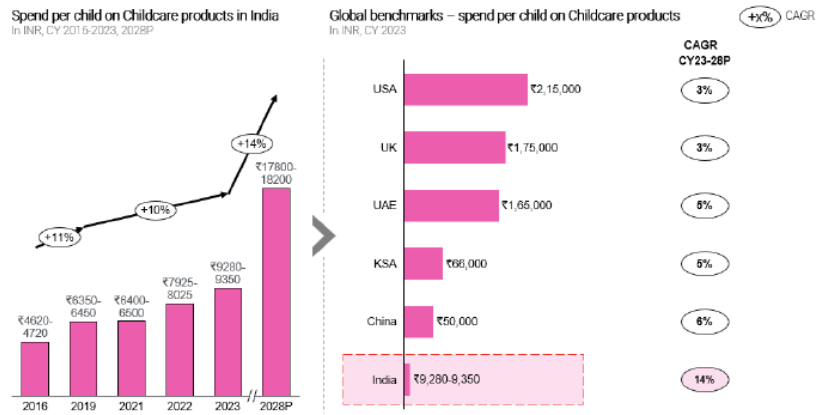 Spend per child on Childcare products in India
In INR, CY 2016-2023, 2028P
+11%
+10%
+14%
₹4620-
4720
₹6350-
6450
₹6400-
6500
₹7925-
8025
₹9280-
9350
₹17800-
18200
2016
2019
2021
2022
2023
2028P
Global benchmarks – spend per child on Childcare products
In INR, CY 2023
+x% CAGR
CAGR
CY23-28P
USA ₹2,15,000 3%
UK ₹1,75,000 3%
UAE ₹1,65,000 5%
KSA ₹66,000 5%
China ₹50,000 6%
India ₹9,280-9,350 14%